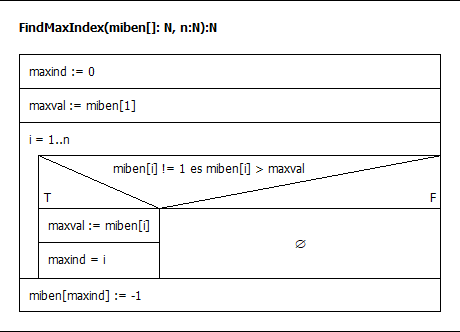 FindMaxIndex(miben[]: N, n:N):N
maxind := 0
maxval := miben[1]
i = 1..n
miben[i] != 1 es miben[i] > maxval
T F
maxval := miben[i]
∅
maxind = i
miben[maxind] := -1